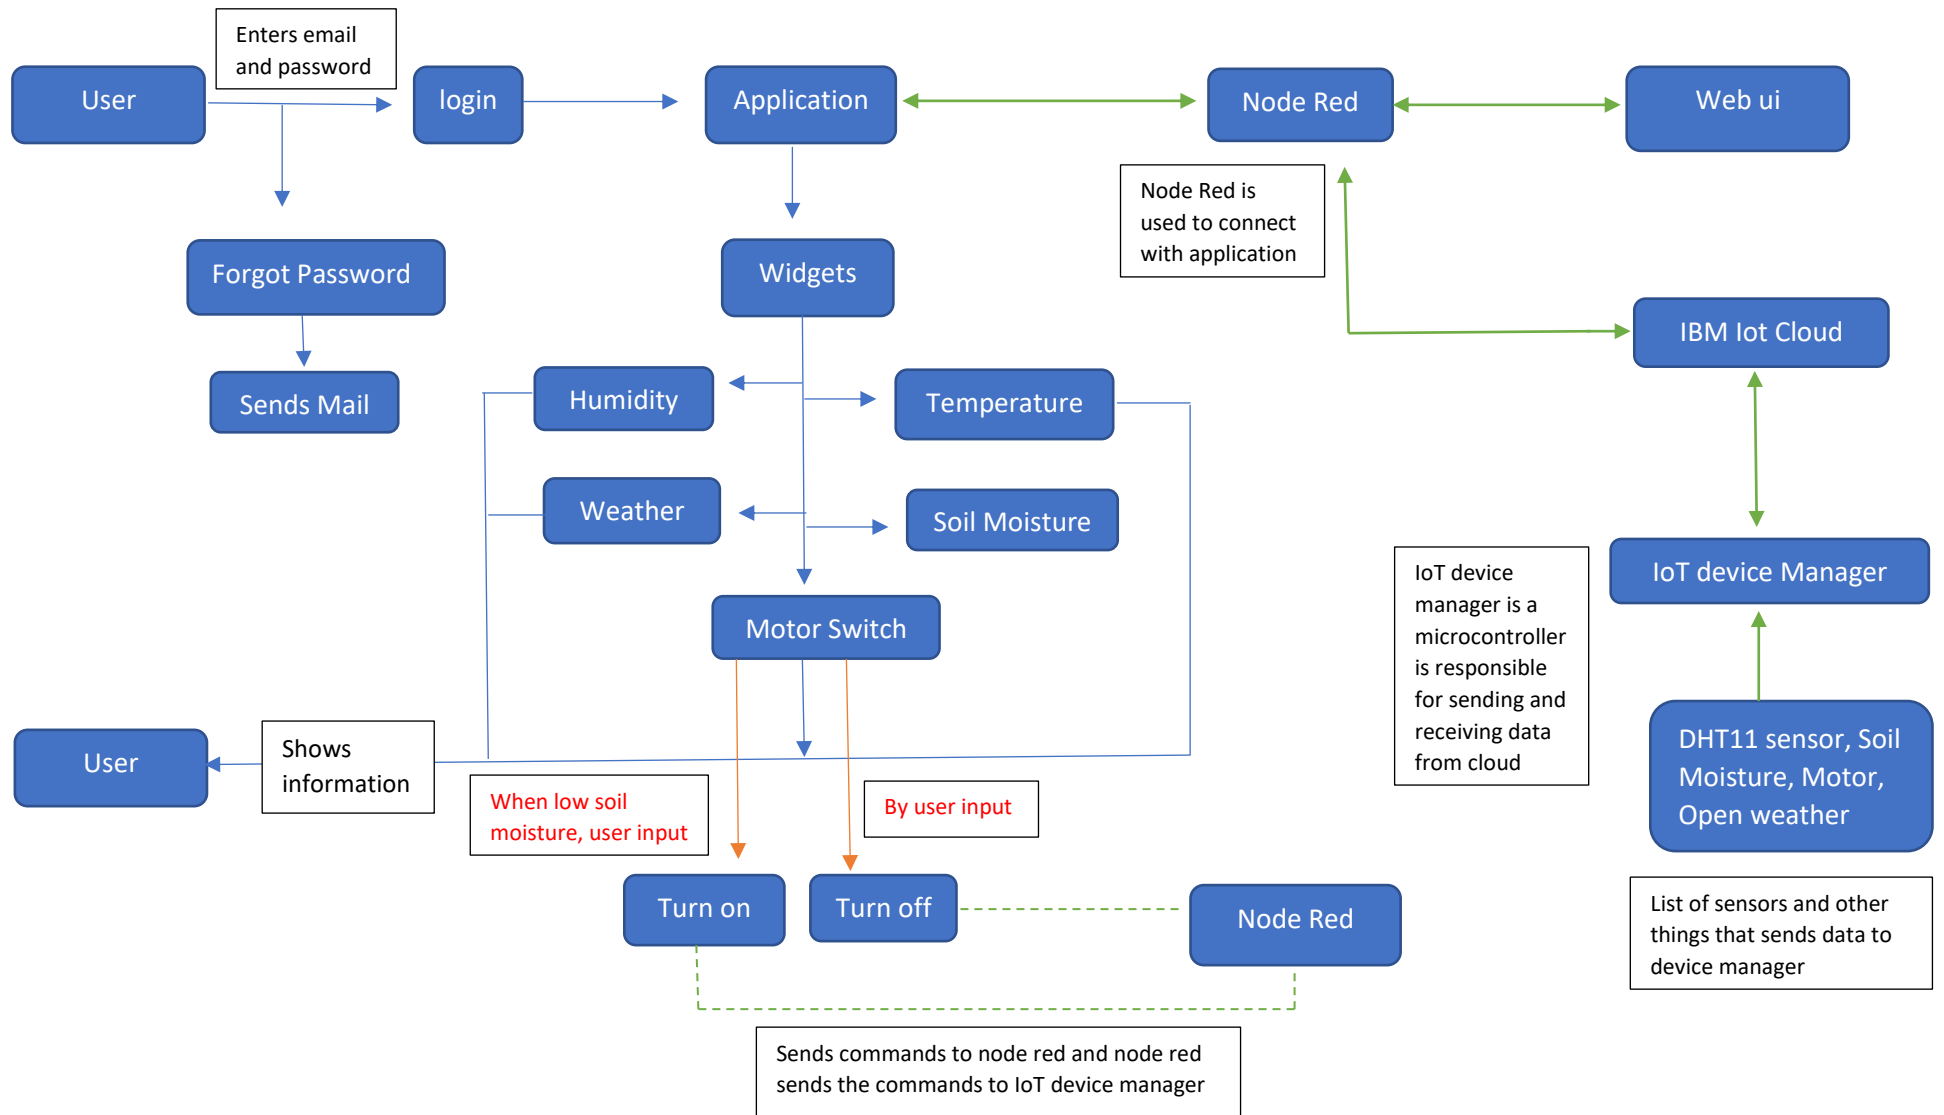 Enters email
and password
User
login
Application
Node Red
Web ui
Node Red is
used to connect
with application
Forgot Password
Widgets
IBM Iot Cloud
Sends Mail
Humidity
Temperature
Weather
Soil Moisture
IoT device
manager is a
microcontroller
is responsible
for sending and
receiving data
from cloud
IoT device Manager
Motor Switch
User
Shows
information
When low soil
moisture, user input
By user input
DHT11 sensor, Soil
Moisture, Motor,
Open weather
Turn on
Turn off
Node Red
List of sensors and other
things that sends data to
device manager
Sends commands to node red and node red
sends the commands to IoT device manager